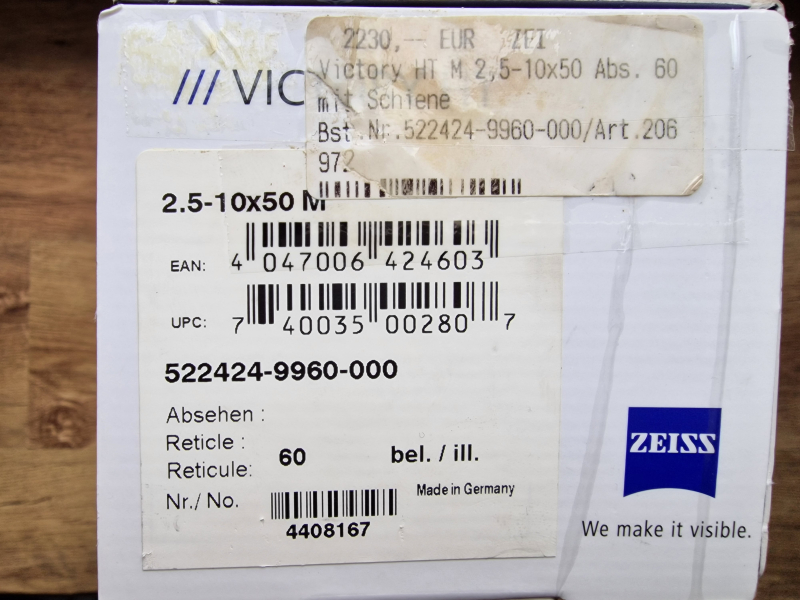 2230,-- EUR ZEI
Victory HT M 2,5-10x50 Abs. 60
mit Schiene
Bst.Nr.522424-9960-000/Art.206
972
/// VIC
2.5-10x50 M
EAN: 4 047006 424603
UPC: 7 40035 00280 7
522424-9960-000
Absehen :
Reticle :
Reticule: 60 bel. / ill.
Nr./ No.
4408167
Made in Germany
ZEISS
We make it visible.